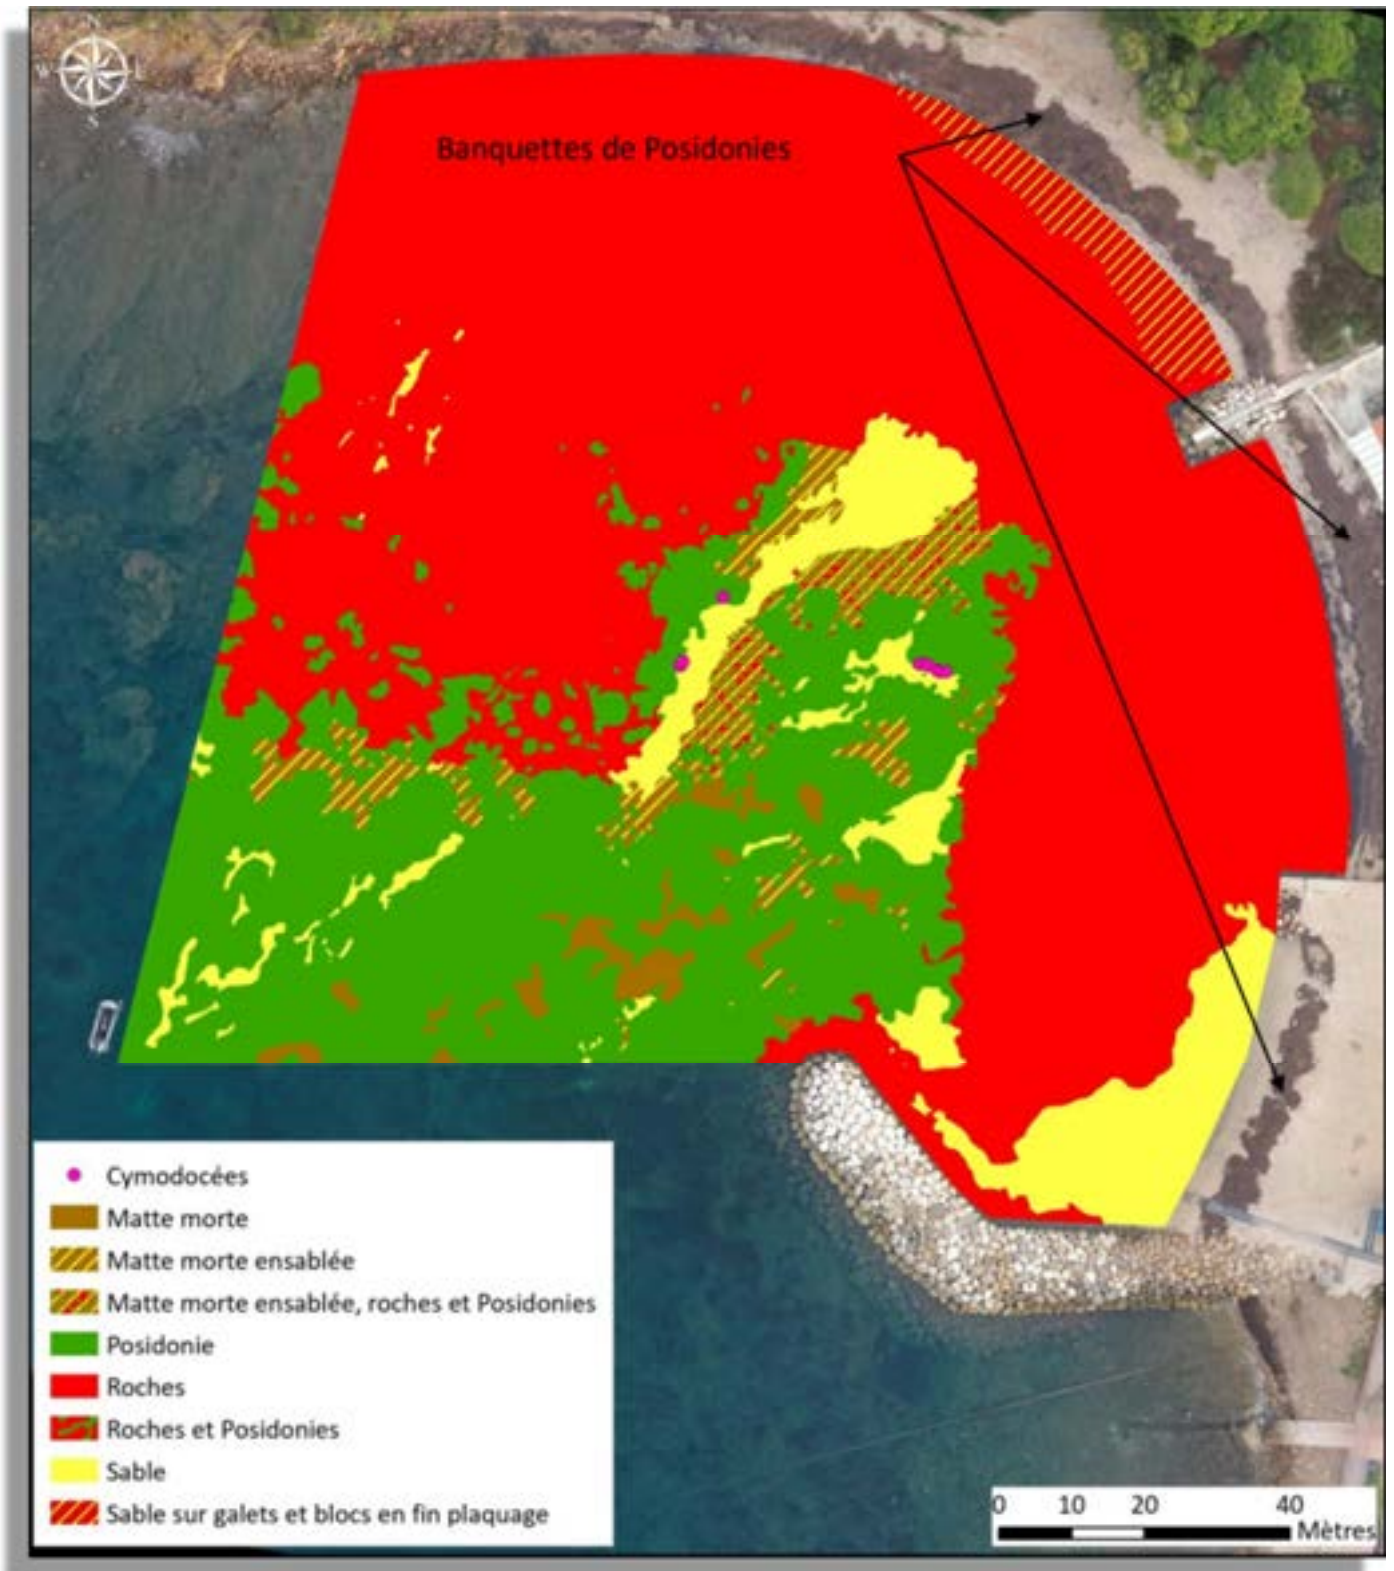 N
W E
S
Banquettes de Posidonies
Cymodocées
Matte morte
Matte morte ensablée
Matte morte ensablée, roches et Posidonies
Posidonie
Roches
Roches et Posidonies
Sable
Sable sur galets et blocs en fin plaquage
0 10 20 40
Mètres